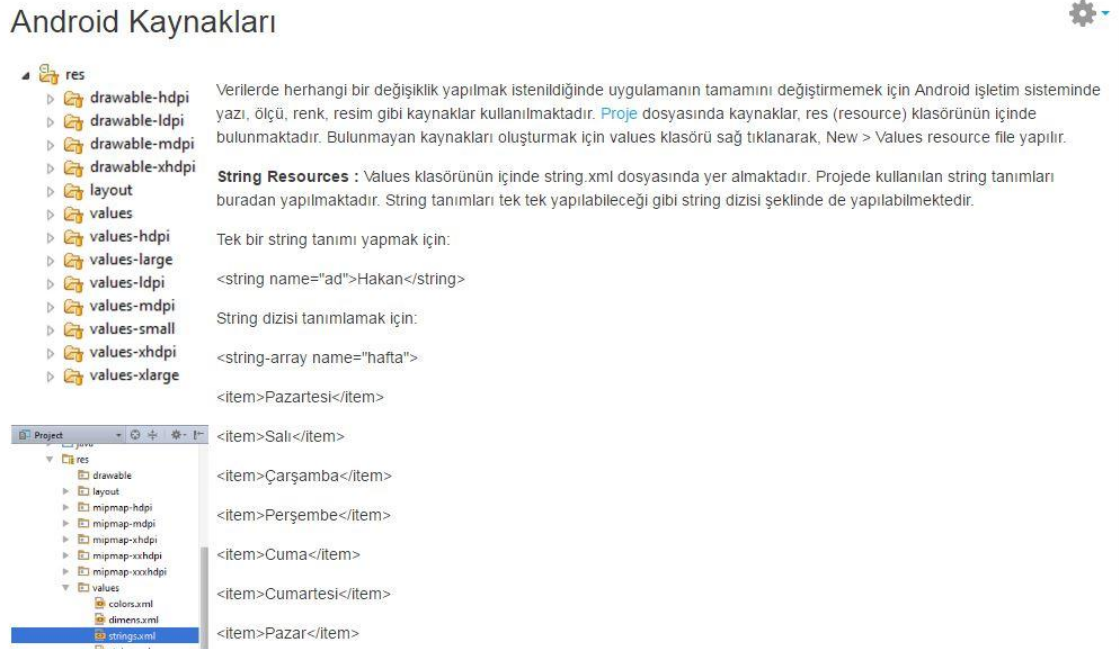 Android Kaynakları
res
drawable-hdpi
drawable-ldpi
drawable-mdpi
drawable-xhdpi
layout
values
values-hdpi
values-large
values-ldpi
values-mdpi
values-small
values-xhdpi
values-xlarge
Project
java
res
drawable
layout
mipmap-hdpi
mipmap-mdpi
mipmap-xhdpi
mipmap-xxhdpi
mipmap-xxxhdpi
values
colors.xml
dimens.xml
strings.xml
Verilerde herhangi bir değişiklik yapılmak istenildiğinde uygulamanın tamamını değiştirmemek için Android işletim sisteminde
yazı, ölçü, renk, resim gibi kaynaklar kullanılmaktadır. Proje dosyasında kaynaklar, res (resource) klasörünün içinde
bulunmaktadır. Bulunmayan kaynakları oluşturmak için values klasörü sağ tıklanarak, New > Values resource file yapılır.
String Resources : Values klasörünün içinde string.xml dosyasında yer almaktadır. Projede kullanılan string tanımları
buradan yapılmaktadır. String tanımları tek tek yapılabileceği gibi string dizisi şeklinde de yapılabilmektedir.
Tek bir string tanımı yapmak için:
<string name="ad">Hakan</string>
String dizisi tanımlamak için:
<string-array name="hafta">
<item>Pazartesi</item>
<item>Salı</item>
<item>Çarşamba</item>
<item>Perşembe</item>
<item>Cuma</item>
<item>Cumartesi</item>
<item>Pazar</item>